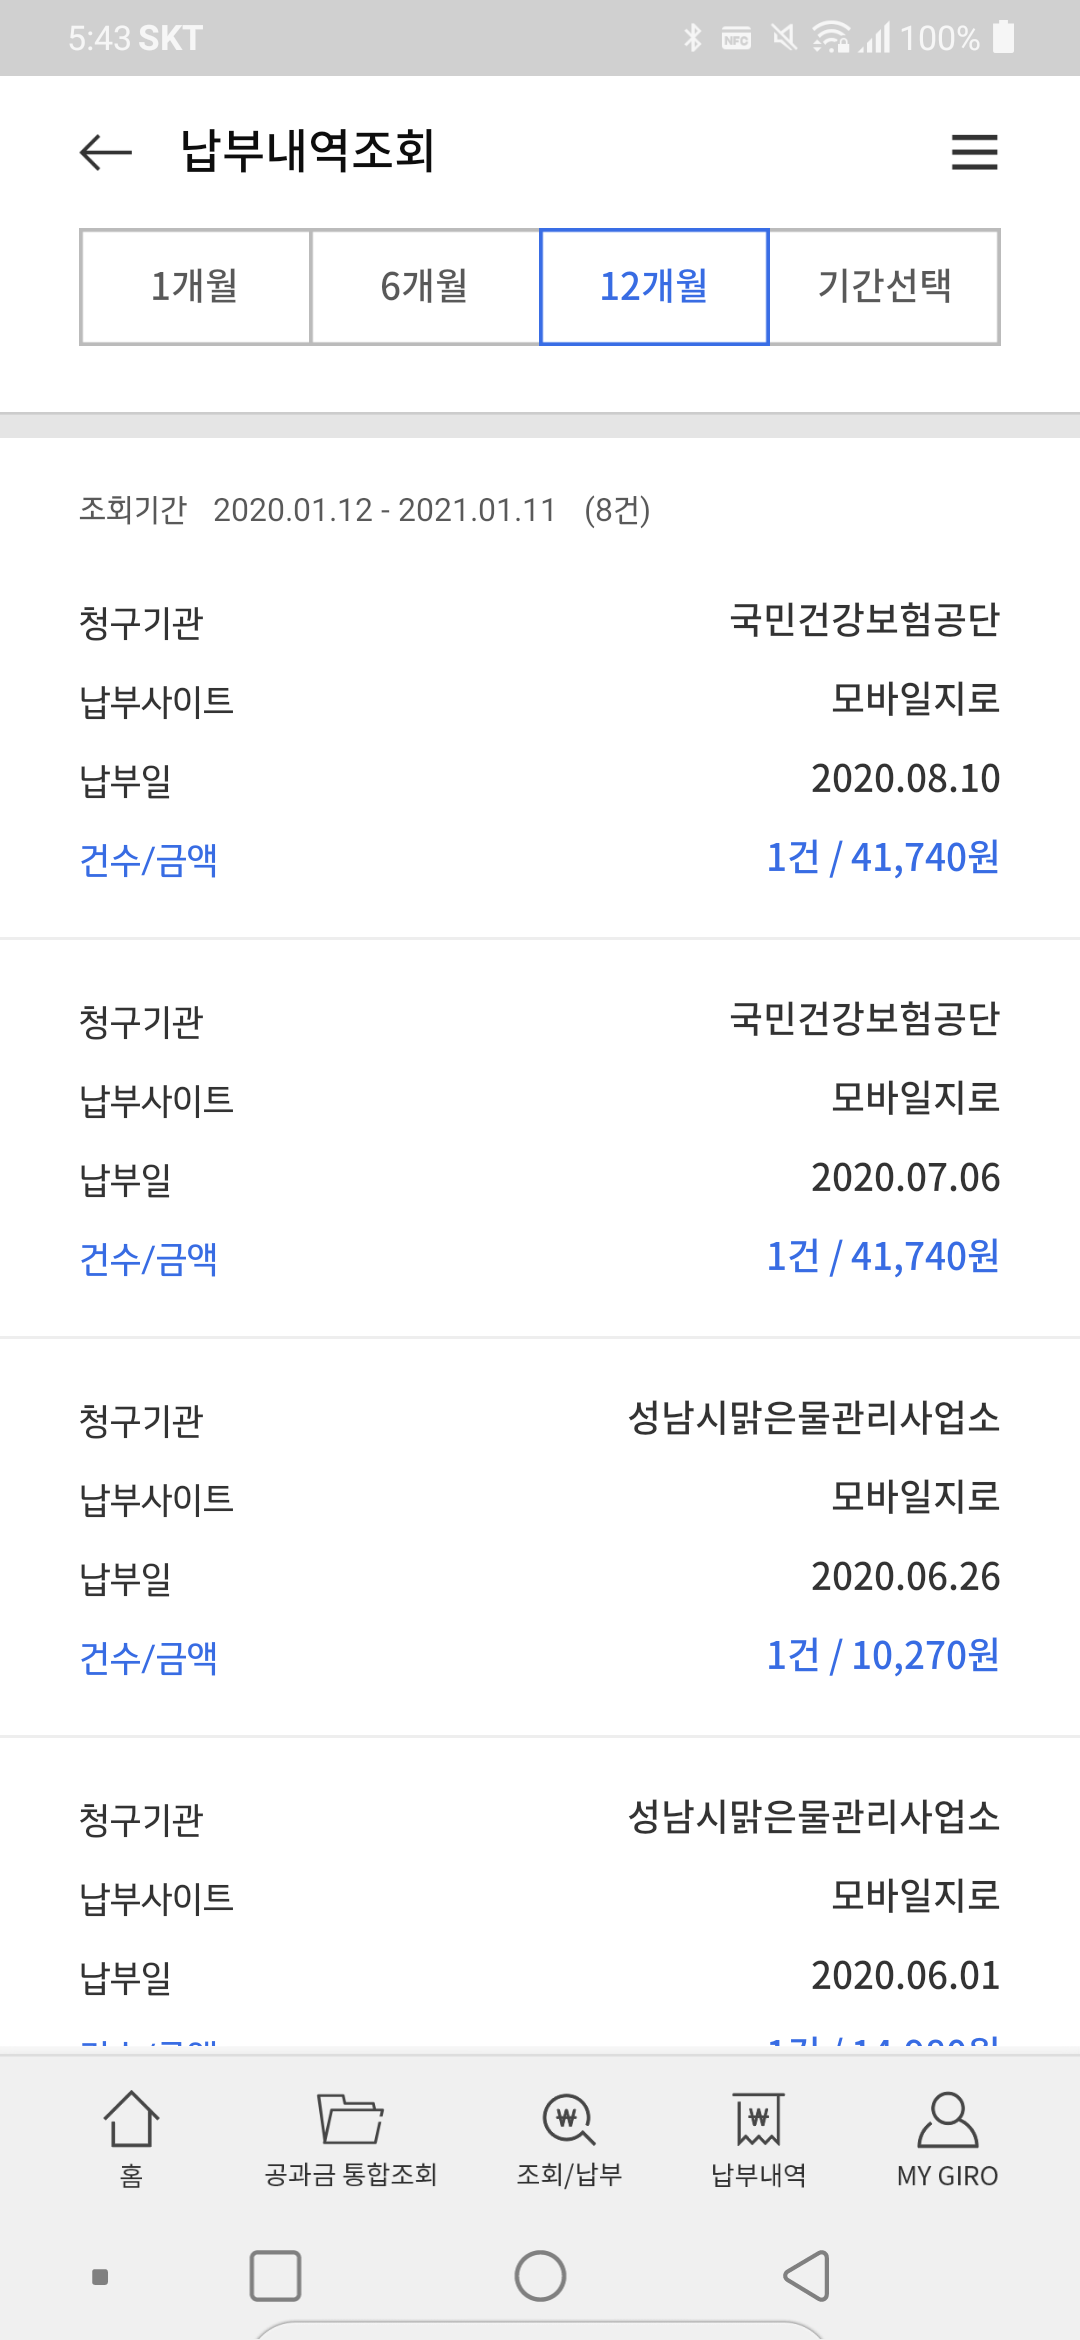 5:43 SKT NFC 100%
납부내역조회
1개월 6개월 12개월 기간선택
조회기간 2020.01.12 - 2021.01.11 (8건)
청구기관 국민건강보험공단
납부사이트 모바일지로
납부일 2020.08.10
건수/금액 1건 / 41,740원
청구기관 국민건강보험공단
납부사이트 모바일지로
납부일 2020.07.06
건수/금액 1건 / 41,740원
청구기관 성남시맑은물관리사업소
납부사이트 모바일지로
납부일 2020.06.26
건수/금액 1건 / 10,270원
청구기관 성남시맑은물관리사업소
납부사이트 모바일지로
납부일 2020.06.01
건수/금액 1건 /
홈 공과금 통합조회 조회/납부 납부내역 MY GIRO